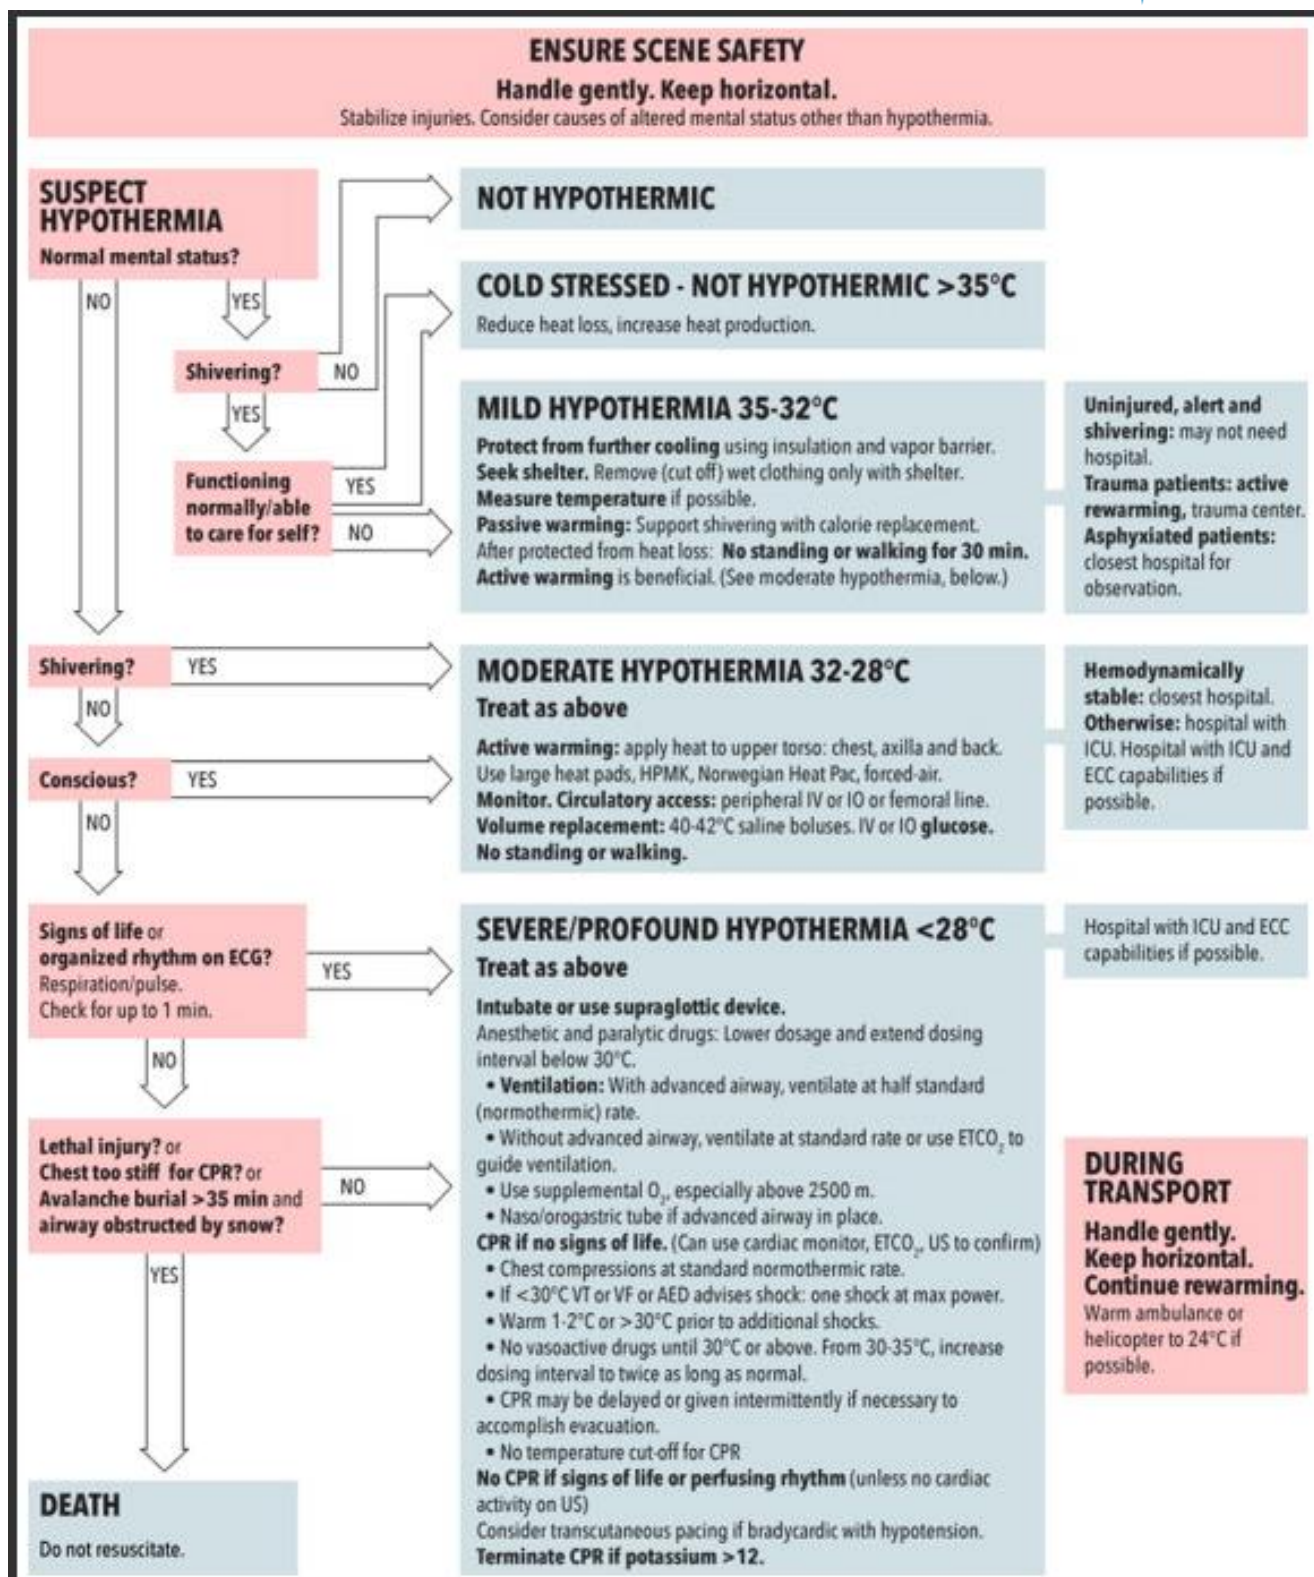 ENSURE SCENE SAFETY
Handle gently. Keep horizontal.
Stabilize injuries. Consider causes of altered mental status other than hypothermia.
SUSPECT
HYPOTHERMIA
Normal mental status?
NO
YES
Shivering?
NO
YES
Functioning
normally/able
to care for self?
YES
NO
NOT HYPOTHERMIC
COLD STRESSED - NOT HYPOTHERMIC >35°C
Reduce heat loss, increase heat production.
MILD HYPOTHERMIA 35-32°C
Protect from further cooling using insulation and vapor barrier.
Seek shelter. Remove (cut off) wet clothing only with shelter.
Measure temperature if possible.
Passive warming: Support shivering with calorie replacement.
After protected from heat loss: No standing or walking for 30 min.
Active warming is beneficial. (See moderate hypothermia, below.)
Uninjured, alert and
shivering: may not need
hospital.
Trauma patients: active
rewarming, trauma center.
Asphyxiated patients:
closest hospital for
observation.
Shivering?
YES
NO
Conscious?
YES
NO
MODERATE HYPOTHERMIA 32-28°C
Treat as above
Active warming: apply heat to upper torso: chest, axilla and back.
Use large heat pads, HPMK, Norwegian Heat Pac, forced-air.
Monitor. Circulatory access: peripheral IV or IO or femoral line.
Volume replacement: 40-42°C saline boluses. IV or IO glucose.
No standing or walking.
Hemodynamically
stable: closest hospital.
Otherwise: hospital with
ICU. Hospital with ICU and
ECC capabilities if
possible.
Signs of life or
organized rhythm on ECG?
Respiration/pulse.
Check for up to 1 min.
YES
NO
Lethal injury? or
Chest too stiff for CPR? or
Avalanche burial >35 min and
airway obstructed by snow?
NO
YES
DEATH
Do not resuscitate.
SEVERE/PROFOUND HYPOTHERMIA <28°C
Treat as above
Intubate or use supraglottic device.
Anesthetic and paralytic drugs: Lower dosage and extend dosing
interval below 30°C.
• Ventilation: With advanced airway, ventilate at half standard
(normothermic) rate.
• Without advanced airway, ventilate at standard rate or use ETCO₂ to
guide ventilation.
• Use supplemental O₂, especially above 2500 m.
• Naso/orogastric tube if advanced airway in place.
CPR if no signs of life. (Can use cardiac monitor, ETCO₂, US to confirm)
• Chest compressions at standard normothermic rate.
• If <30°C VT or VF or AED advises shock: one shock at max power.
• Warm 1-2°C or >30°C prior to additional shocks.
• No vasoactive drugs until 30°C or above. From 30-35°C, increase
dosing interval to twice as long as normal.
• CPR may be delayed or given intermittently if necessary to
accomplish evacuation.
• No temperature cut-off for CPR
No CPR if signs of life or perfusing rhythm (unless no cardiac
activity on US)
Consider transcutaneous pacing if bradycardic with hypotension.
Terminate CPR if potassium >12.
Hospital with ICU and ECC
capabilities if possible.
DURING
TRANSPORT
Handle gently.
Keep horizontal.
Continue rewarming.
Warm ambulance or
helicopter to 24°C if
possible.